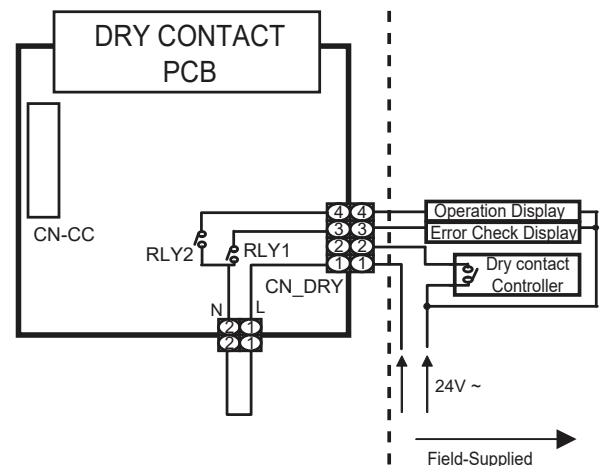 DRY CONTACT
PCB
CN-CC
RLY2
RLY1
4 4
3 3
2 2
1 1
CN_DRY
N
L
2 1
2 1
Operation Display
Error Check Display
Dry contact
Controller
24V ~
Field-Supplied